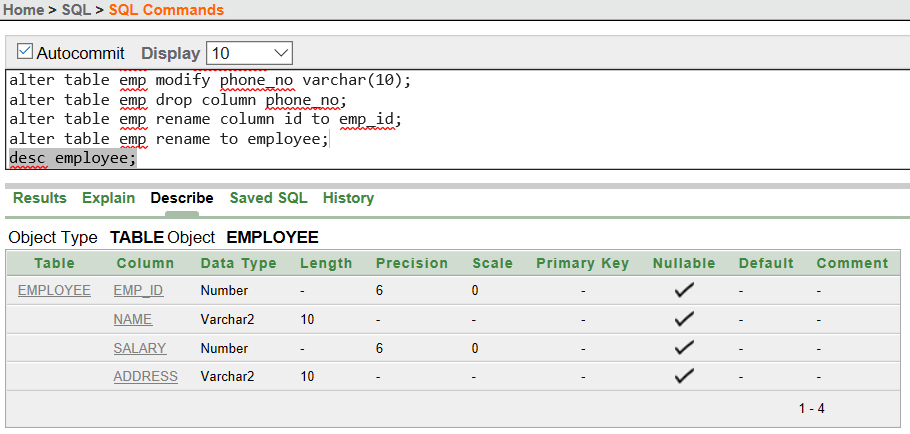 Home > SQL > SQL Commands
Autocommit Display 10
alter table emp modify phone_no varchar(10);
alter table emp drop column phone_no;
alter table emp rename column id to emp_id;
alter table emp rename to employee;
desc employee;
Results Explain Describe Saved SQL History
Object Type TABLE Object EMPLOYEE
Table Column Data Type Length Precision Scale Primary Key Nullable Default Comment
EMPLOYEE EMP_ID Number - 6 0 - - -
NAME Varchar2 10 - - - - -
SALARY Number - 6 0 - - -
ADDRESS Varchar2 10 - - - - -
1 - 4